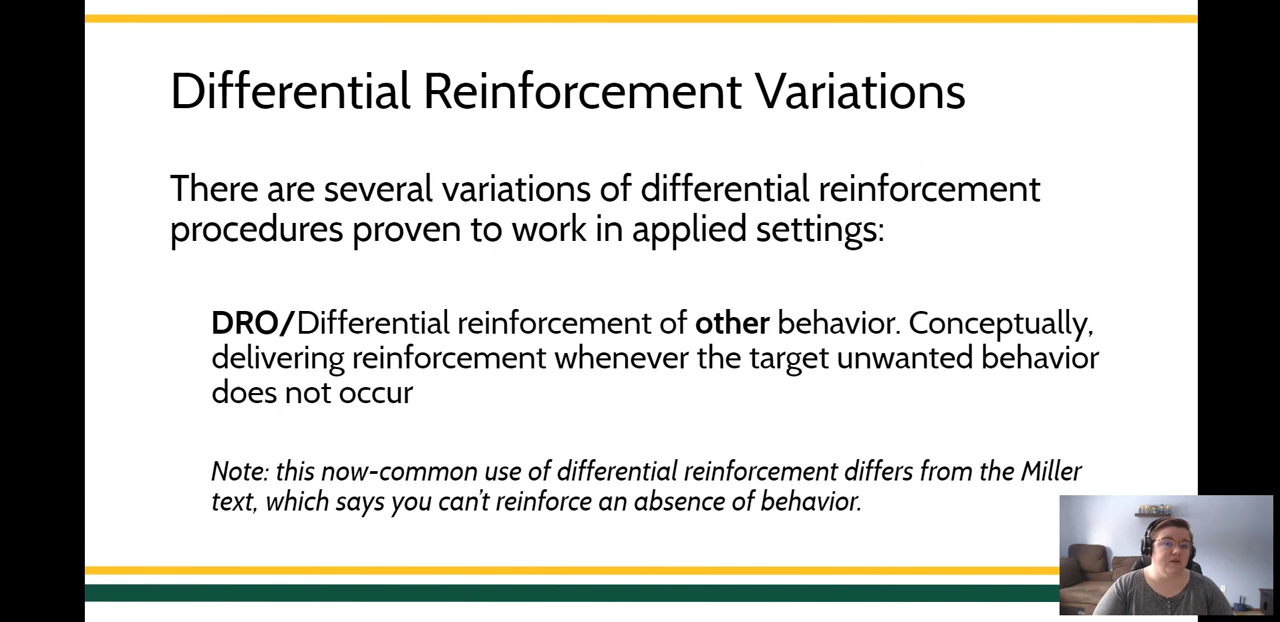 Differential Reinforcement Variations
There are several variations of differential reinforcement
procedures proven to work in applied settings:
DRO/Differential reinforcement of other behavior. Conceptually,
delivering reinforcement whenever the target unwanted behavior
does not occur
Note: this now-common use of differential reinforcement differs from the Miller
text, which says you can't reinforce an absence of behavior.